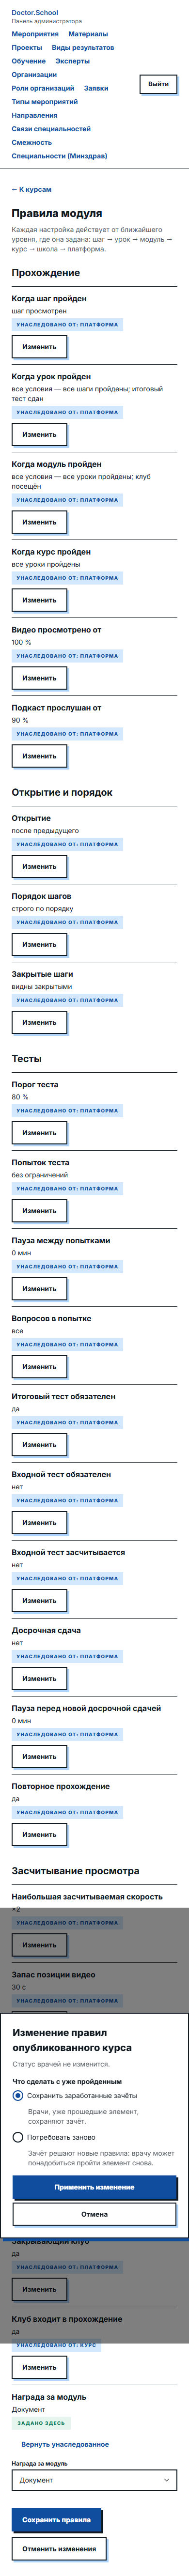 Doctor.School
Панель администратора
Мероприятия Материалы
Проекты Виды результатов
Обучение Эксперты
Организации
Роли организаций Заявки
Типы мероприятий
Направления
Связи специальностей
Смежность
Специальности (Минздрав)
Выйти
← К курсам
Правила модуля
Каждая настройка действует от ближайшего
уровня, где она задана: шаг → урок → модуль →
курс → школа → платформа.
Прохождение
Когда шаг пройден
шаг просмотрен
УНАСЛЕДОВАНО ОТ: ПЛАТФОРМА
Изменить
Когда урок пройден
все условия — все шаги пройдены; итоговый
тест сдан
УНАСЛЕДОВАНО ОТ: ПЛАТФОРМА
Изменить
Когда модуль пройден
все условия — все уроки пройдены; клуб
посещён
УНАСЛЕДОВАНО ОТ: ПЛАТФОРМА
Изменить
Когда курс пройден
все уроки пройдены
УНАСЛЕДОВАНО ОТ: ПЛАТФОРМА
Изменить
Видео просмотрено от
100 %
УНАСЛЕДОВАНО ОТ: ПЛАТФОРМА
Изменить
Подкаст прослушан от
90 %
УНАСЛЕДОВАНО ОТ: ПЛАТФОРМА
Изменить
Открытие и порядок
Открытие
после предыдущего
УНАСЛЕДОВАНО ОТ: ПЛАТФОРМА
Изменить
Порядок шагов
строго по порядку
УНАСЛЕДОВАНО ОТ: ПЛАТФОРМА
Изменить
Закрытые шаги
видны закрытыми
УНАСЛЕДОВАНО ОТ: ПЛАТФОРМА
Изменить
Тесты
Порог теста
80 %
УНАСЛЕДОВАНО ОТ: ПЛАТФОРМА
Изменить
Попыток теста
без ограничений
УНАСЛЕДОВАНО ОТ: ПЛАТФОРМА
Изменить
Пауза между попытками
0 мин
УНАСЛЕДОВАНО ОТ: ПЛАТФОРМА
Изменить
Вопросов в попытке
все
УНАСЛЕДОВАНО ОТ: ПЛАТФОРМА
Изменить
Итоговый тест обязателен
да
УНАСЛЕДОВАНО ОТ: ПЛАТФОРМА
Изменить
Входной тест обязателен
нет
УНАСЛЕДОВАНО ОТ: ПЛАТФОРМА
Изменить
Входной тест засчитывается
нет
УНАСЛЕДОВАНО ОТ: ПЛАТФОРМА
Изменить
Досрочная сдача
нет
УНАСЛЕДОВАНО ОТ: ПЛАТФОРМА
Изменить
Пауза перед новой досрочной сдачей
0 мин
УНАСЛЕДОВАНО ОТ: ПЛАТФОРМА
Изменить
Повторное прохождение
да
УНАСЛЕДОВАНО ОТ: ПЛАТФОРМА
Изменить
Засчитывание просмотра
Наибольшая засчитываемая скорость
×2
УНАСЛЕДОВАНО ОТ: ПЛАТФОРМА
Изменить
Запас позиции видео
30 с
УНАСЛЕДОВАНО ОТ: ПЛАТФОРМА
Изменение правил
опубликованного курса
Статус врачей не изменится.
Что сделать с уже пройденным
Сохранить заработанные зачёты
Врачи, уже прошедшие элемент,
сохраняют зачёт.
Потребовать заново
Зачёт решают новые правила: врачу может
понадобиться пройти элемент снова.
Применить изменение
Отмена
Закрывающий клуб
да
УНАСЛЕДОВАНО ОТ: ПЛАТФОРМА
Изменить
Клуб входит в прохождение
да
УНАСЛЕДОВАНО ОТ: КУРС
Изменить
Награда за модуль
Документ
ЗАДАНО ЗДЕСЬ
Вернуть унаследованное
Награда за модуль
Документ
Сохранить правила
Отменить изменения